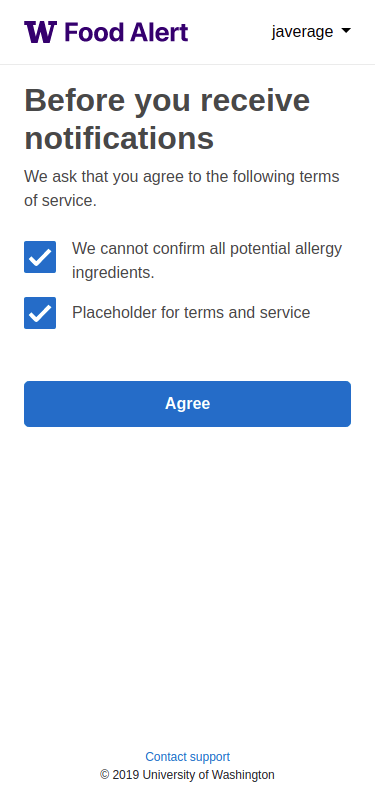 W Food Alert
javerage
Before you receive
notifications
We ask that you agree to the following terms
of service.
We cannot confirm all potential allergy
ingredients.
Placeholder for terms and service
Agree
Contact support
© 2019 University of Washington